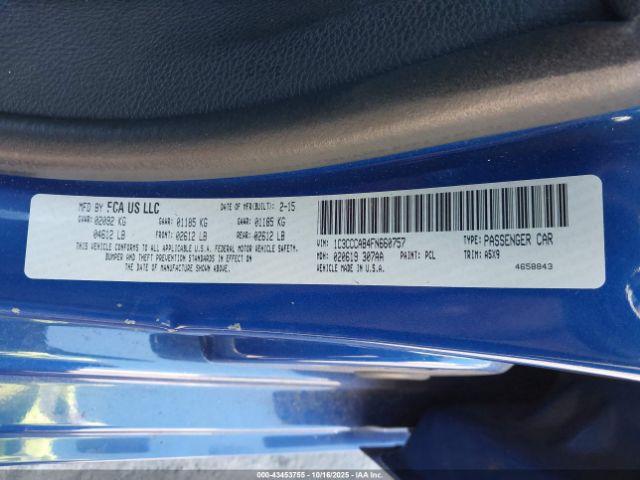 MFD BY FCA US LLC DATE OF MFR(BUILT): 2-15
GVWR: 02092 KG GAWR: 01185 KG GAWR: 01185 KG
04612 LB FRONT: 02612 LB REAR: 02612 LB
THIS VEHICLE CONFORMS TO ALL APPLICABLE U.S.A. FEDERAL MOTOR VEHICLE SAFETY,
BUMPER AND THEFT PREVENTION STANDARDS IN EFFECT ON
THE DATE OF MANUFACTURE SHOWN ABOVE.
VIN: 1C3CCCAB4FN660757 TYPE: PASSENGER CAR
MDH: 020619 307AA PAINT: PCL TRIM: A5X9
VEHICLE MADE IN U.S.A. 4658843
000-43453755 - 10/16/2025 - © IAA, LLC